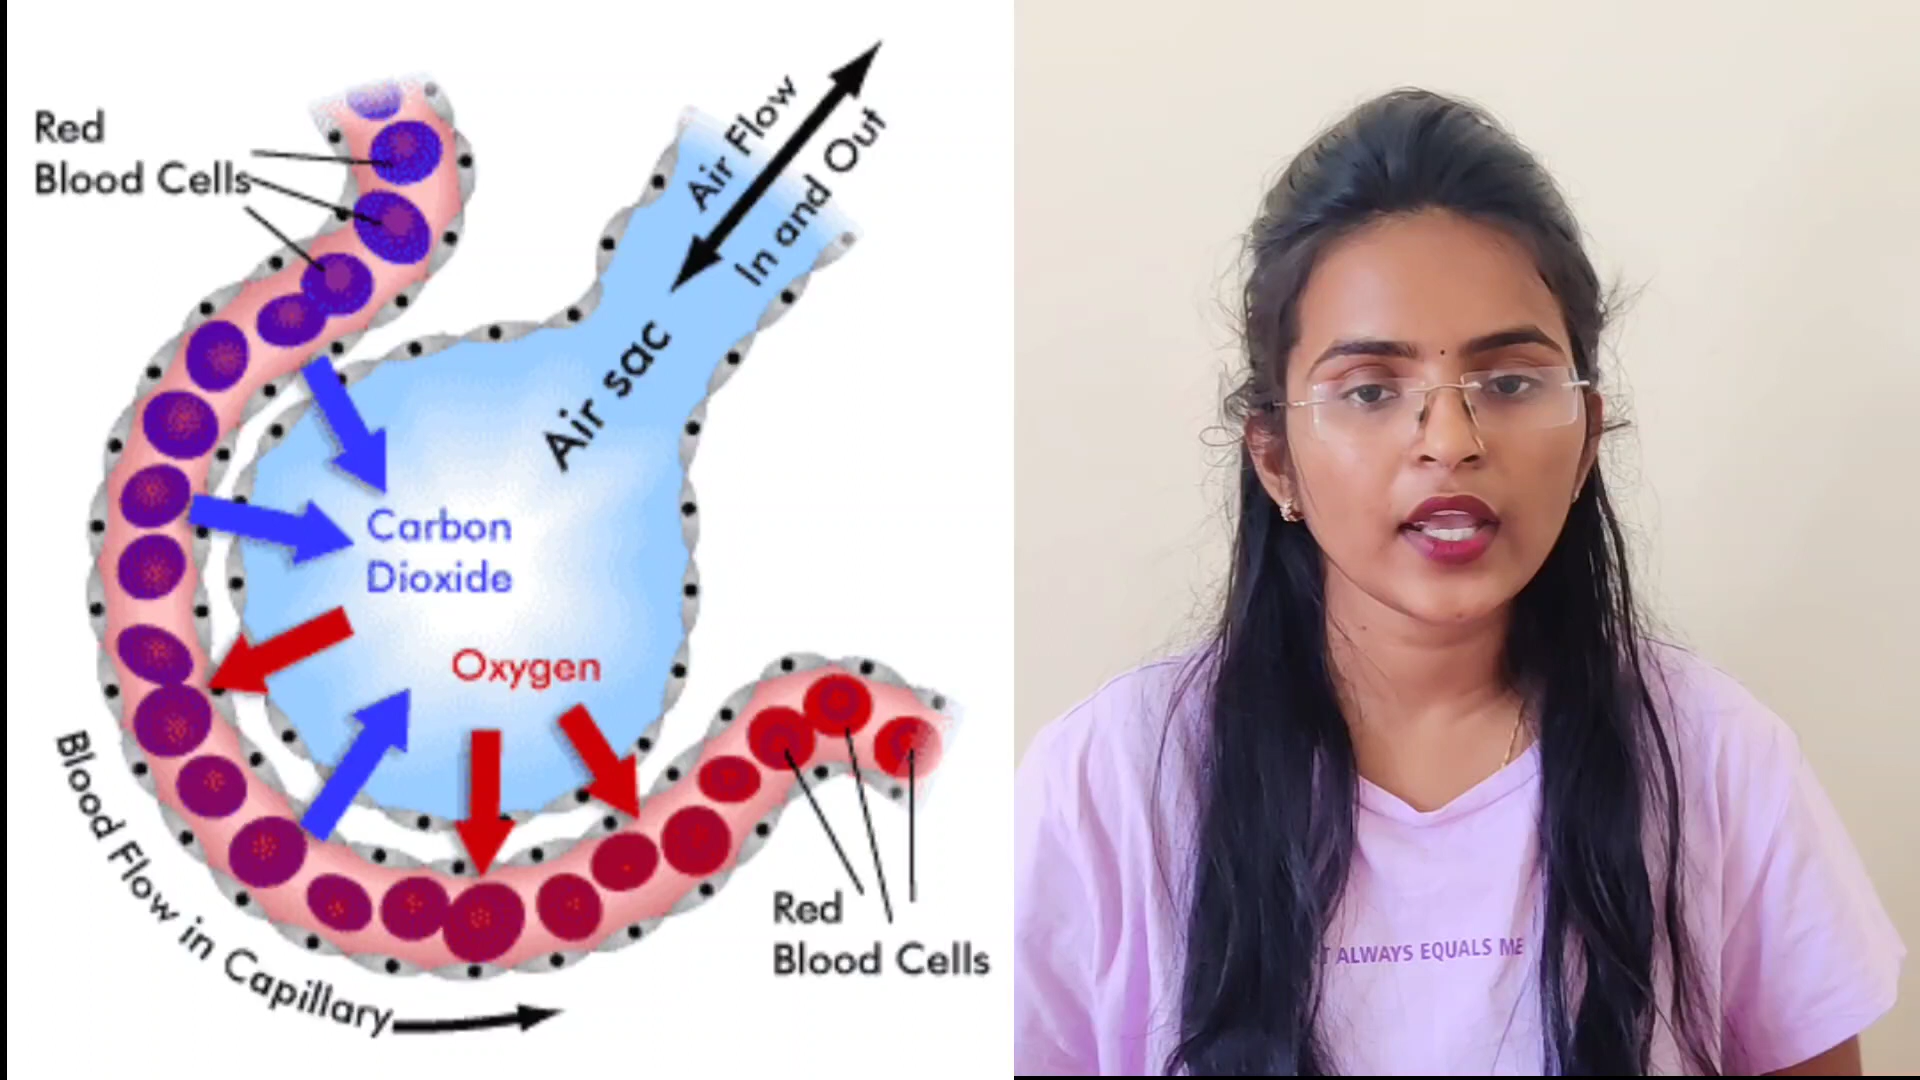 Red
Blood Cells
Air Flow
In and Out
Air sac
Carbon
Dioxide
Oxygen
Blood Flow in Capillary
Red
Blood Cells
ALWAYS EQUALS ME